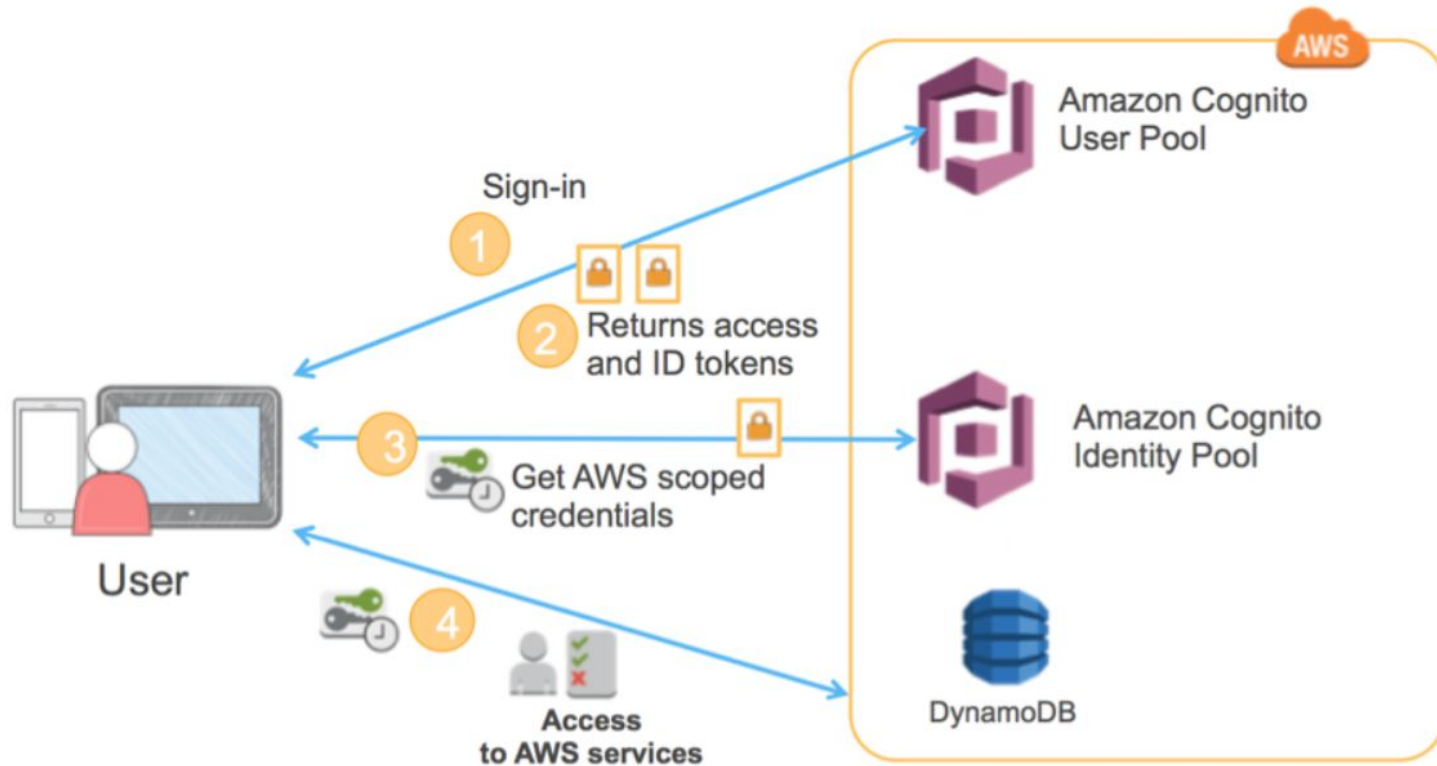 AWS
Amazon Cognito
User Pool
Sign-in
1
2
Returns access
and ID tokens
3
Amazon Cognito
Identity Pool
Get AWS scoped
credentials
User
4
Access
to AWS services
DynamoDB